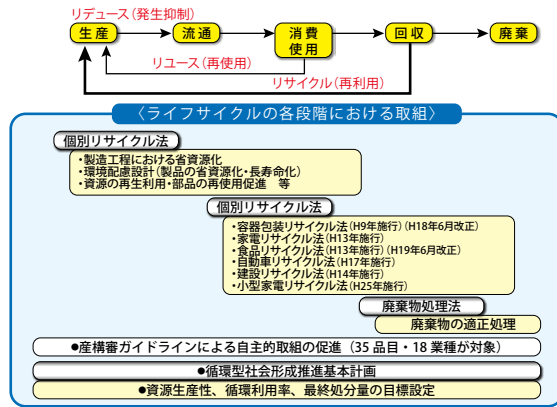 リデュース(発生抑制)
生産
流通
消費
使用
回収
廃棄
リユース(再使用)
リサイクル(再利用)
〈ライフサイクルの各段階における取組〉
個別リサイクル法
・製造工程における省資源化
・環境配慮設計(製品の省資源化・長寿命化)
・資源の再生利用・部品の再使用促進 等
個別リサイクル法
・容器包装リサイクル法(H9年施行)(H18年6月改正)
・家電リサイクル法(H13年施行)
・食品リサイクル法(H13年施行)(H19年6月改正)
・自動車リサイクル法(H17年施行)
・建設リサイクル法(H14年施行)
・小型家電リサイクル法(H25年施行)
廃棄物処理法
廃棄物の適正処理
●産構審ガイドラインによる自主的取組の促進(35品目・18業種が対象)
●循環型社会形成推進基本計画
●資源生産性、循環利用率、最終処分量の目標設定